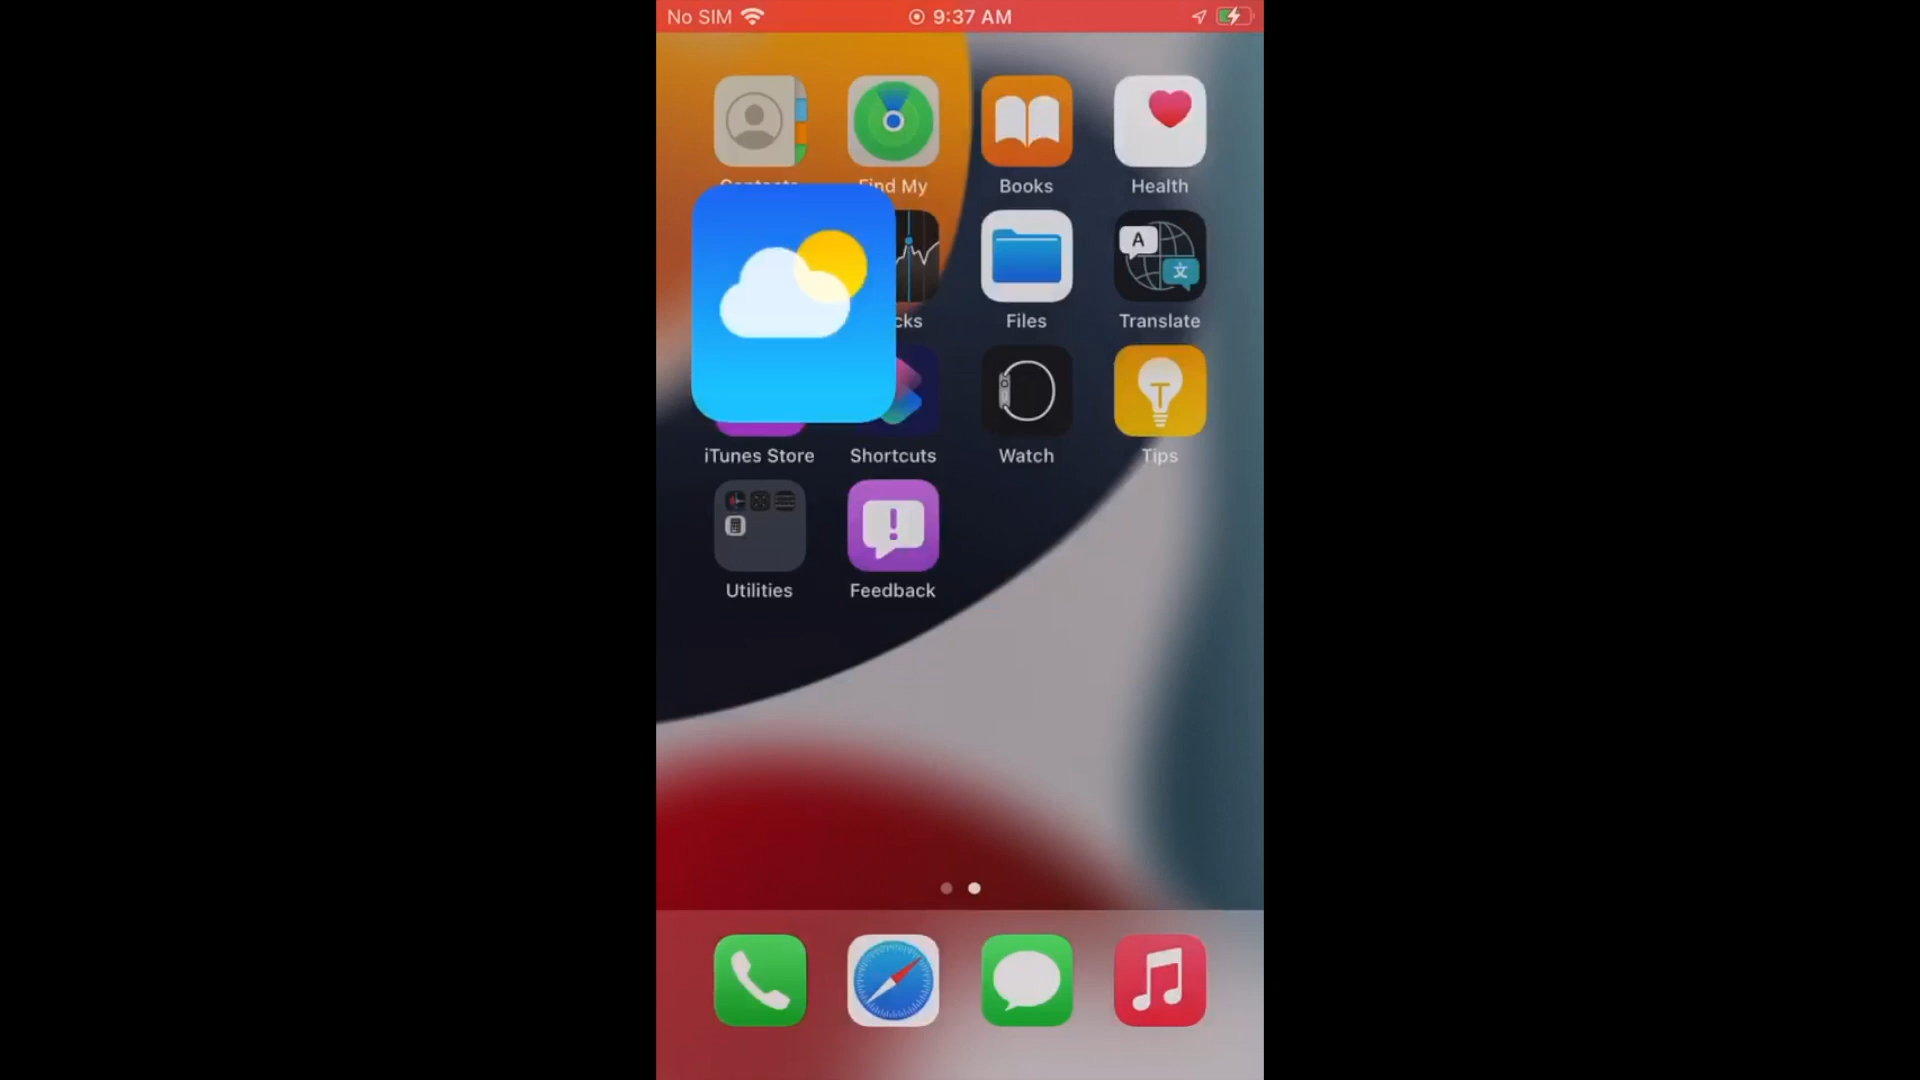 No SIM 9:37 AM
Find My Books Health
cks Files Translate
A
文
iTunes Store Shortcuts Watch Tips
Utilities Feedback